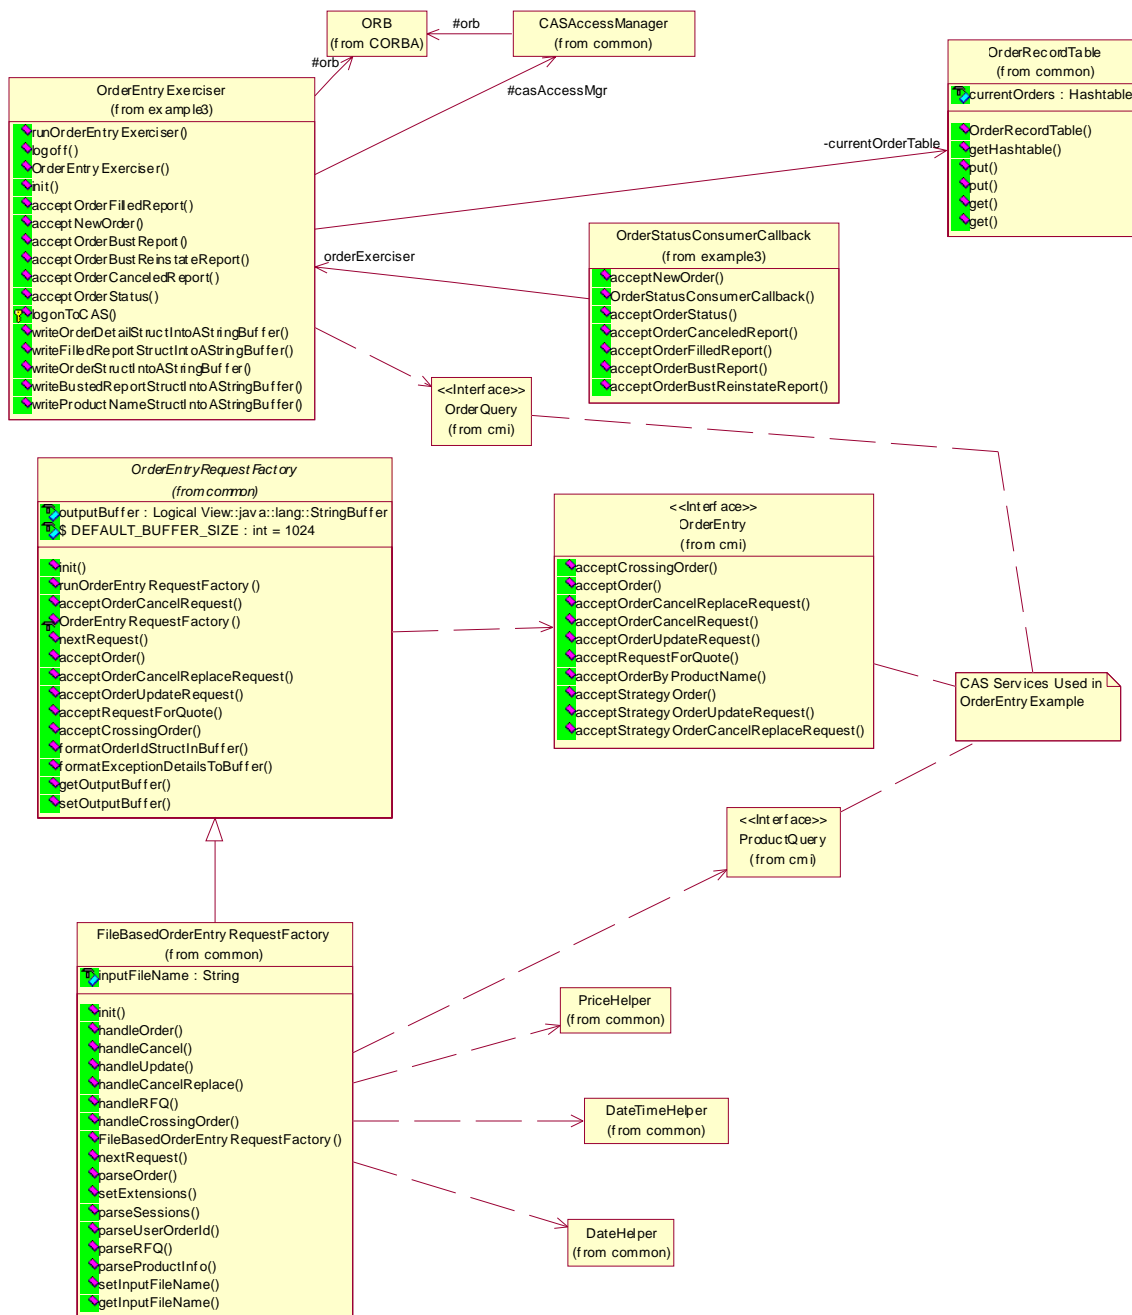 ORB
(from CORBA)
#orb
CASAccessManager
(from common)
#orb
#casAccessMgr
OrderRecordTable
(from common)
currentOrders : Hashtable
OrderRecordTable()
getHashtable()
put()
put()
get()
get()
-currentOrderTable
OrderEntryExerciser
(from example3)
runOrderEntryExerciser()
logoff()
OrderEntryExerciser()
init()
acceptOrderFilledReport()
acceptNewOrder()
acceptOrderBustReport()
acceptOrderBustReinstateReport()
acceptOrderCanceledReport()
acceptOrderStatus()
logonToCAS()
writeOrderDetailStructIntoAStringBuffer()
writeFilledReportStructIntoAStringBuffer()
writeOrderStructIntoAStringBuffer()
writeBustedReportStructIntoAStringBuffer()
writeProductNameStructIntoAStringBuffer()
orderExerciser
OrderStatusConsumerCallback
(from example3)
acceptNewOrder()
OrderStatusConsumerCallback()
acceptOrderStatus()
acceptOrderCanceledReport()
acceptOrderFilledReport()
acceptOrderBustReport()
acceptOrderBustReinstateReport()
<<Interface>>
OrderQuery
(from cmi)
OrderEntryRequestFactory
(from common)
outputBuffer : Logical View::java::lang::StringBuffer
$ DEFAULT_BUFFER_SIZE : int = 1024
init()
runOrderEntryRequestFactory()
acceptOrderCancelRequest()
OrderEntryRequestFactory()
nextRequest()
acceptOrder()
acceptOrderCancelReplaceRequest()
acceptOrderUpdateRequest()
acceptRequestForQuote()
acceptCrossingOrder()
formatOrderIdStructInBuffer()
formatExceptionDetailsToBuffer()
getOutputBuffer()
setOutputBuffer()
<<Interface>>
OrderEntry
(from cmi)
acceptCrossingOrder()
acceptOrder()
acceptOrderCancelReplaceRequest()
acceptOrderCancelRequest()
acceptOrderUpdateRequest()
acceptRequestForQuote()
acceptOrderByProductName()
acceptStrategyOrder()
acceptStrategyOrderUpdateRequest()
acceptStrategyOrderCancelReplaceRequest()
CAS Services Used in
OrderEntry Example
<<Interface>>
ProductQuery
(from cmi)
FileBasedOrderEntryRequestFactory
(from common)
inputFileName : String
init()
handleOrder()
handleCancel()
handleUpdate()
handleCancelReplace()
handleRFQ()
handleCrossingOrder()
FileBasedOrderEntryRequestFactory()
nextRequest()
parseOrder()
setExtensions()
parseSessions()
parseUserOrderId()
parseRFQ()
parseProductInfo()
setInputFileName()
getInputFileName()
PriceHelper
(from common)
DateTimeHelper
(from common)
DateHelper
(from common)